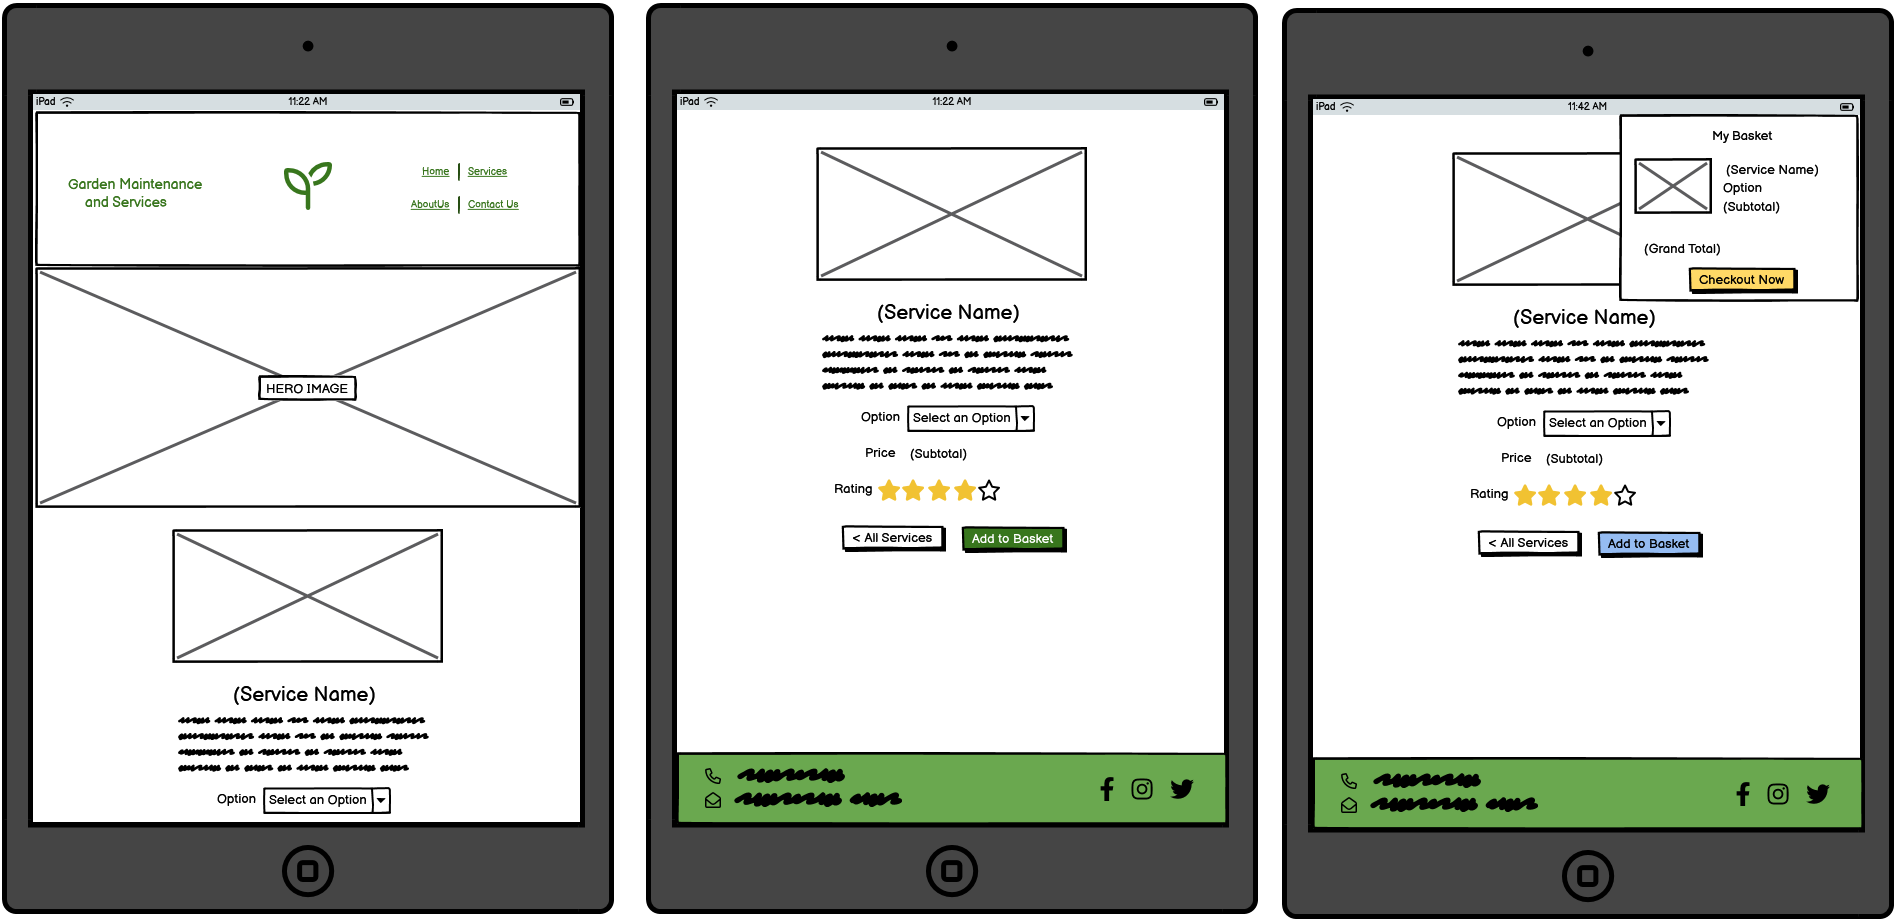 iPad
11:22 AM
Garden Maintenance
and Services
Home
Services
AboutUs
Contact Us
HERO IMAGE
(Service Name)
Option
Select an Option
iPad
11:22 AM
(Service Name)
Option
Select an Option
Price
(Subtotal)
Rating
< All Services
Add to Basket
iPad
11:42 AM
My Basket
(Service Name)
Option
(Subtotal)
(Grand Total)
Checkout Now
(Service Name)
Option
Select an Option
Price
(Subtotal)
Rating
< All Services
Add to Basket